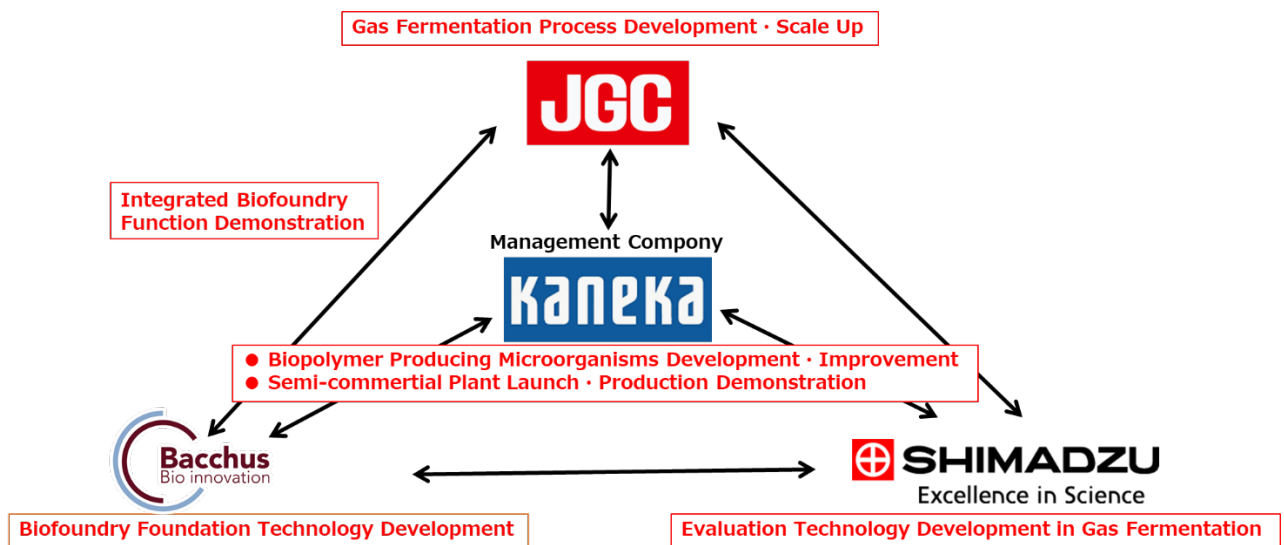 Gas Fermentation Process Development · Scale Up
JGC
Integrated Biofoundry
Function Demonstration
Management Compony
Kaneka
● Biopolymer Producing Microorganisms Development · Improvement
● Semi-commertial Plant Launch · Production Demonstration
Bacchus
Bio innovation
SHIMADZU
Excellence in Science
Biofoundry Foundation Technology Development
Evaluation Technology Development in Gas Fermentation